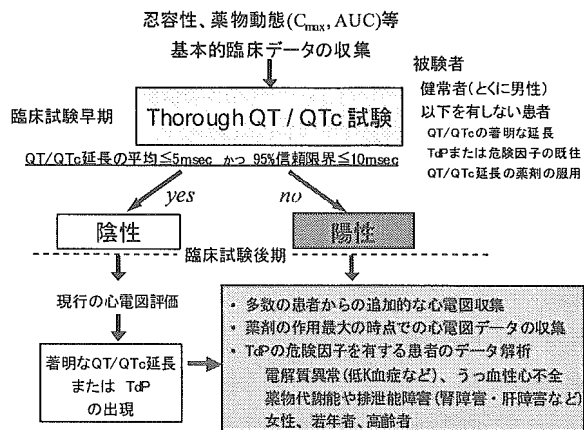 忍容性、薬物動態(Cmax, AUC)等
基本的臨床データの収集
被験者
健常者(とくに男性)
以下を有しない患者
QT/QTcの著明な延長
TdPまたは危険因子の既往
QT/QTc延長の薬剤の服用
臨床試験早期
Thorough QT / QTc 試験
QT/QTc延長の平均≦5msec かつ 95%信頼限界≦10msec
yes
no
陰性
陽性
臨床試験後期
現行の心電図評価
著明なQT/QTc延長
または TdP
の出現
・ 多数の患者からの追加的な心電図収集
・ 薬剤の作用最大の時点での心電図データの収集
・ TdPの危険因子を有する患者のデータ解析
電解質異常(低K血症など)、うっ血性心不全
薬物代謝能や排泄能障害(腎障害・肝障害など)
女性、若年者、高齢者